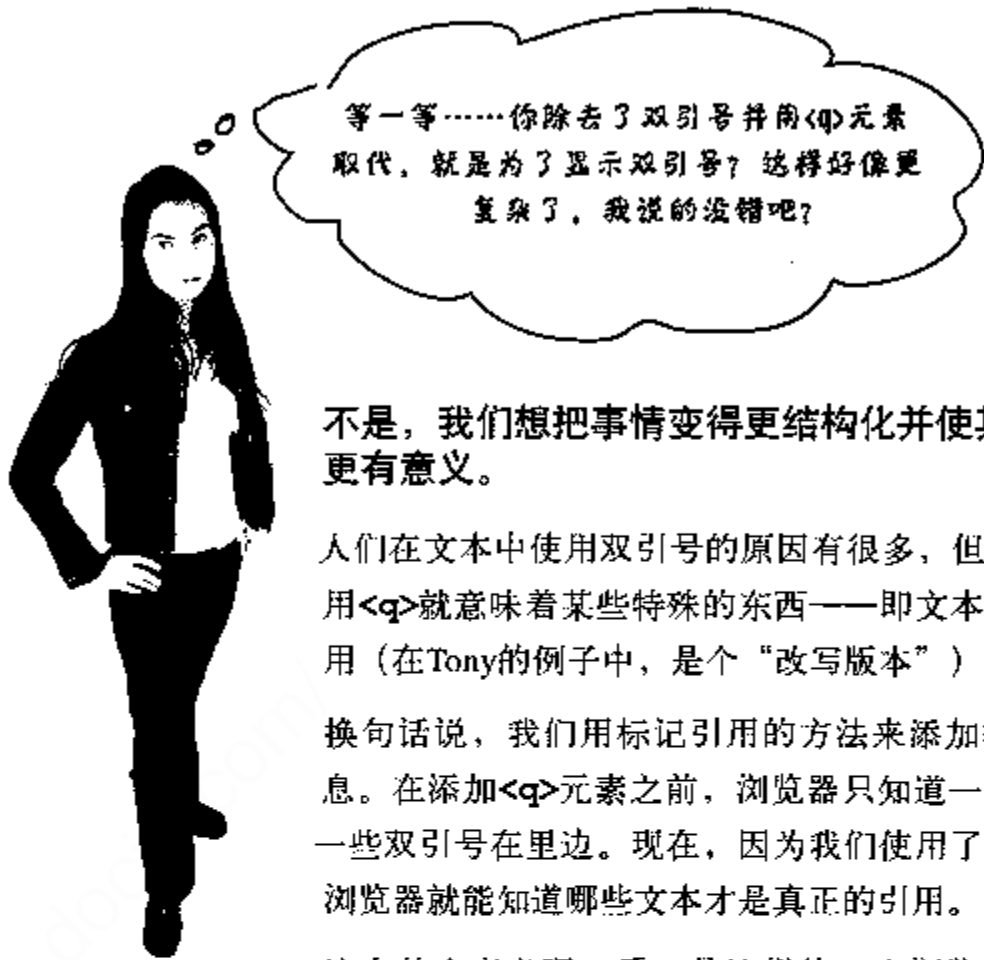 等一等……你除去了双引号并用<q>元素
取代，就是为了显示双引号？这样好像更
复杂了，我说的没错吧？
不是，我们想把事情变得更结构化并使
更有意义。
人们在文本中使用双引号的原因有很多，但
用<q>就意味着某些特殊的东西——即文本
用（在Tony的例子中，是个“改写版本”）
换句话说，我们用标记引用的方法来添加
息。在添加<q>元素之前，浏览器只知道一
一些双引号在里边。现在，因为我们使用了
浏览器就能知道哪些文本才是真正的引用。